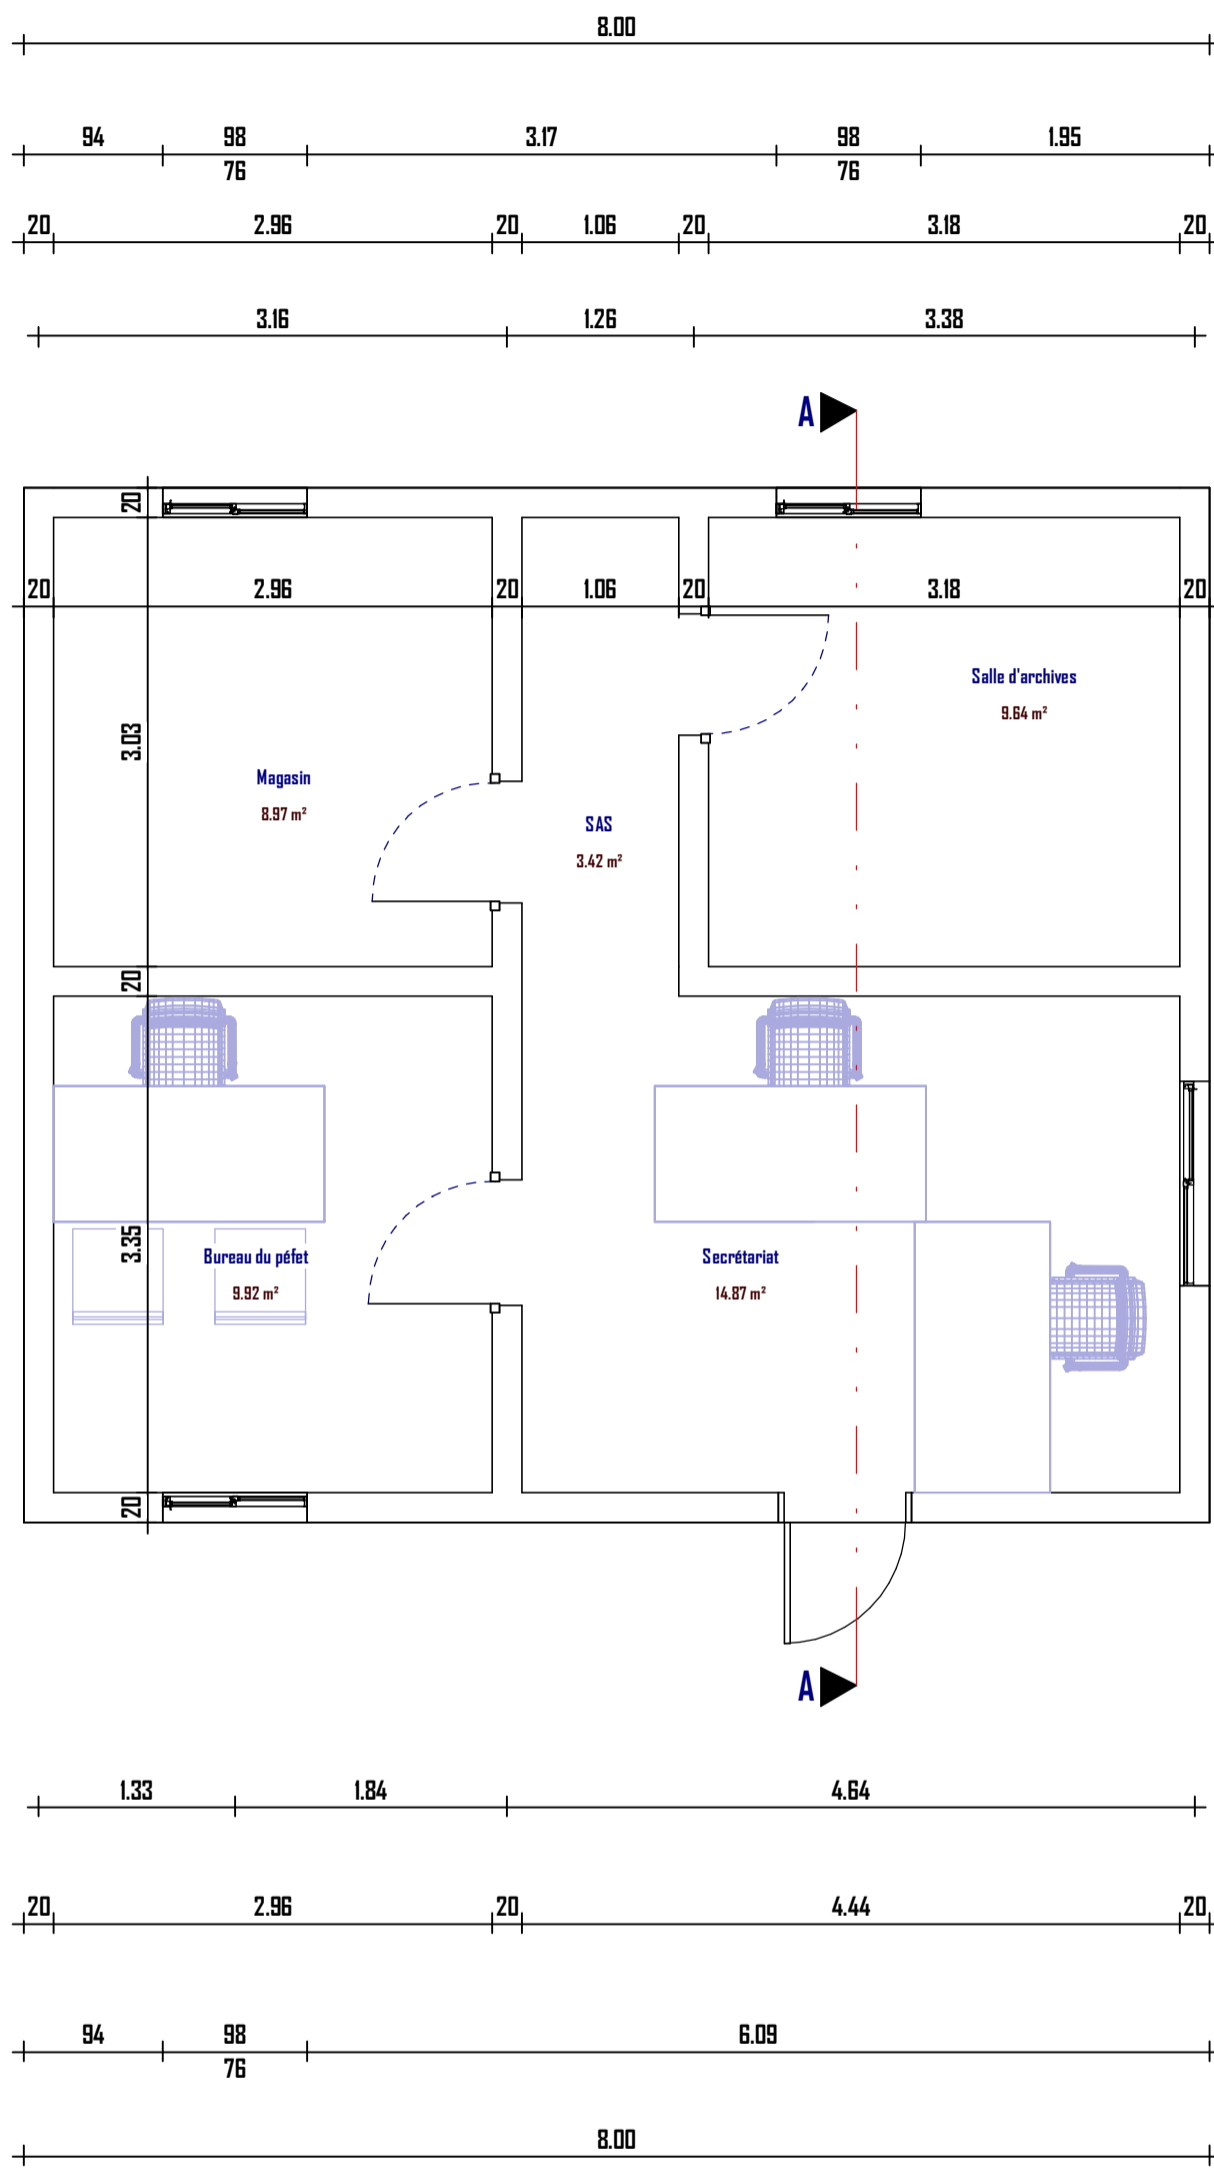 8.00
94 98 3.17 98 1.95
76 76
20 2.96 20 1.06 20 3.18 20
3.16 1.26 3.38
A
20
20 2.96 20 1.06 20 3.18 20
Salle d'archives
9.64 m²
3.03
Magasin
8.97 m²
SAS
3.42 m²
20
3.35
Bureau du péfet
9.92 m²
Secrétariat
14.87 m²
20
A
1.33 1.84 4.64
20 2.96 20 4.44 20
94 98 6.09
76
8.00